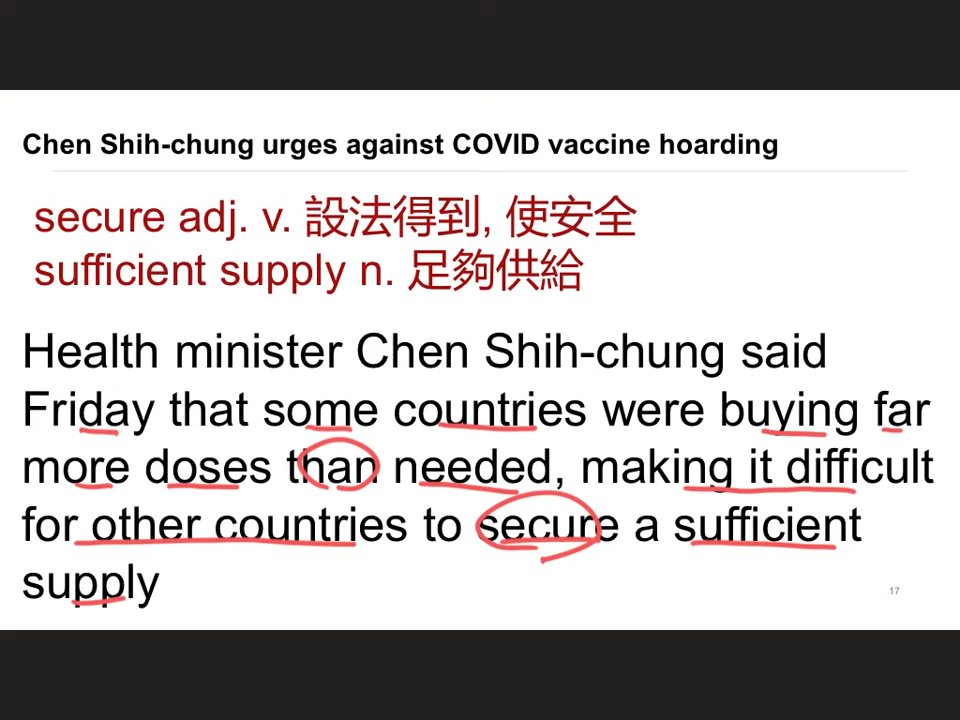 Chen Shih-chung urges against COVID vaccine hoarding
secure adj. v. 設法得到, 使安全
sufficient supply n. 足夠供給
Health minister Chen Shih-chung said
Friday that some countries were buying far
more doses than needed, making it difficult
for other countries to secure a sufficient
supply
17